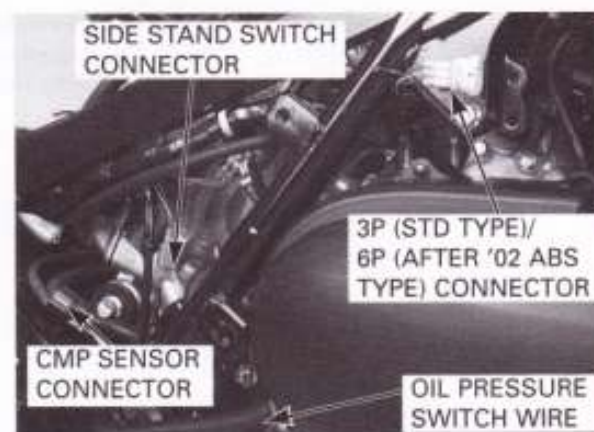 SIDE STAND SWITCH
CONNECTOR
3P (STD TYPE)/
6P (AFTER '02 ABS
TYPE) CONNECTOR
CMP SENSOR
CONNECTOR
OIL PRESSURE
SWITCH WIRE